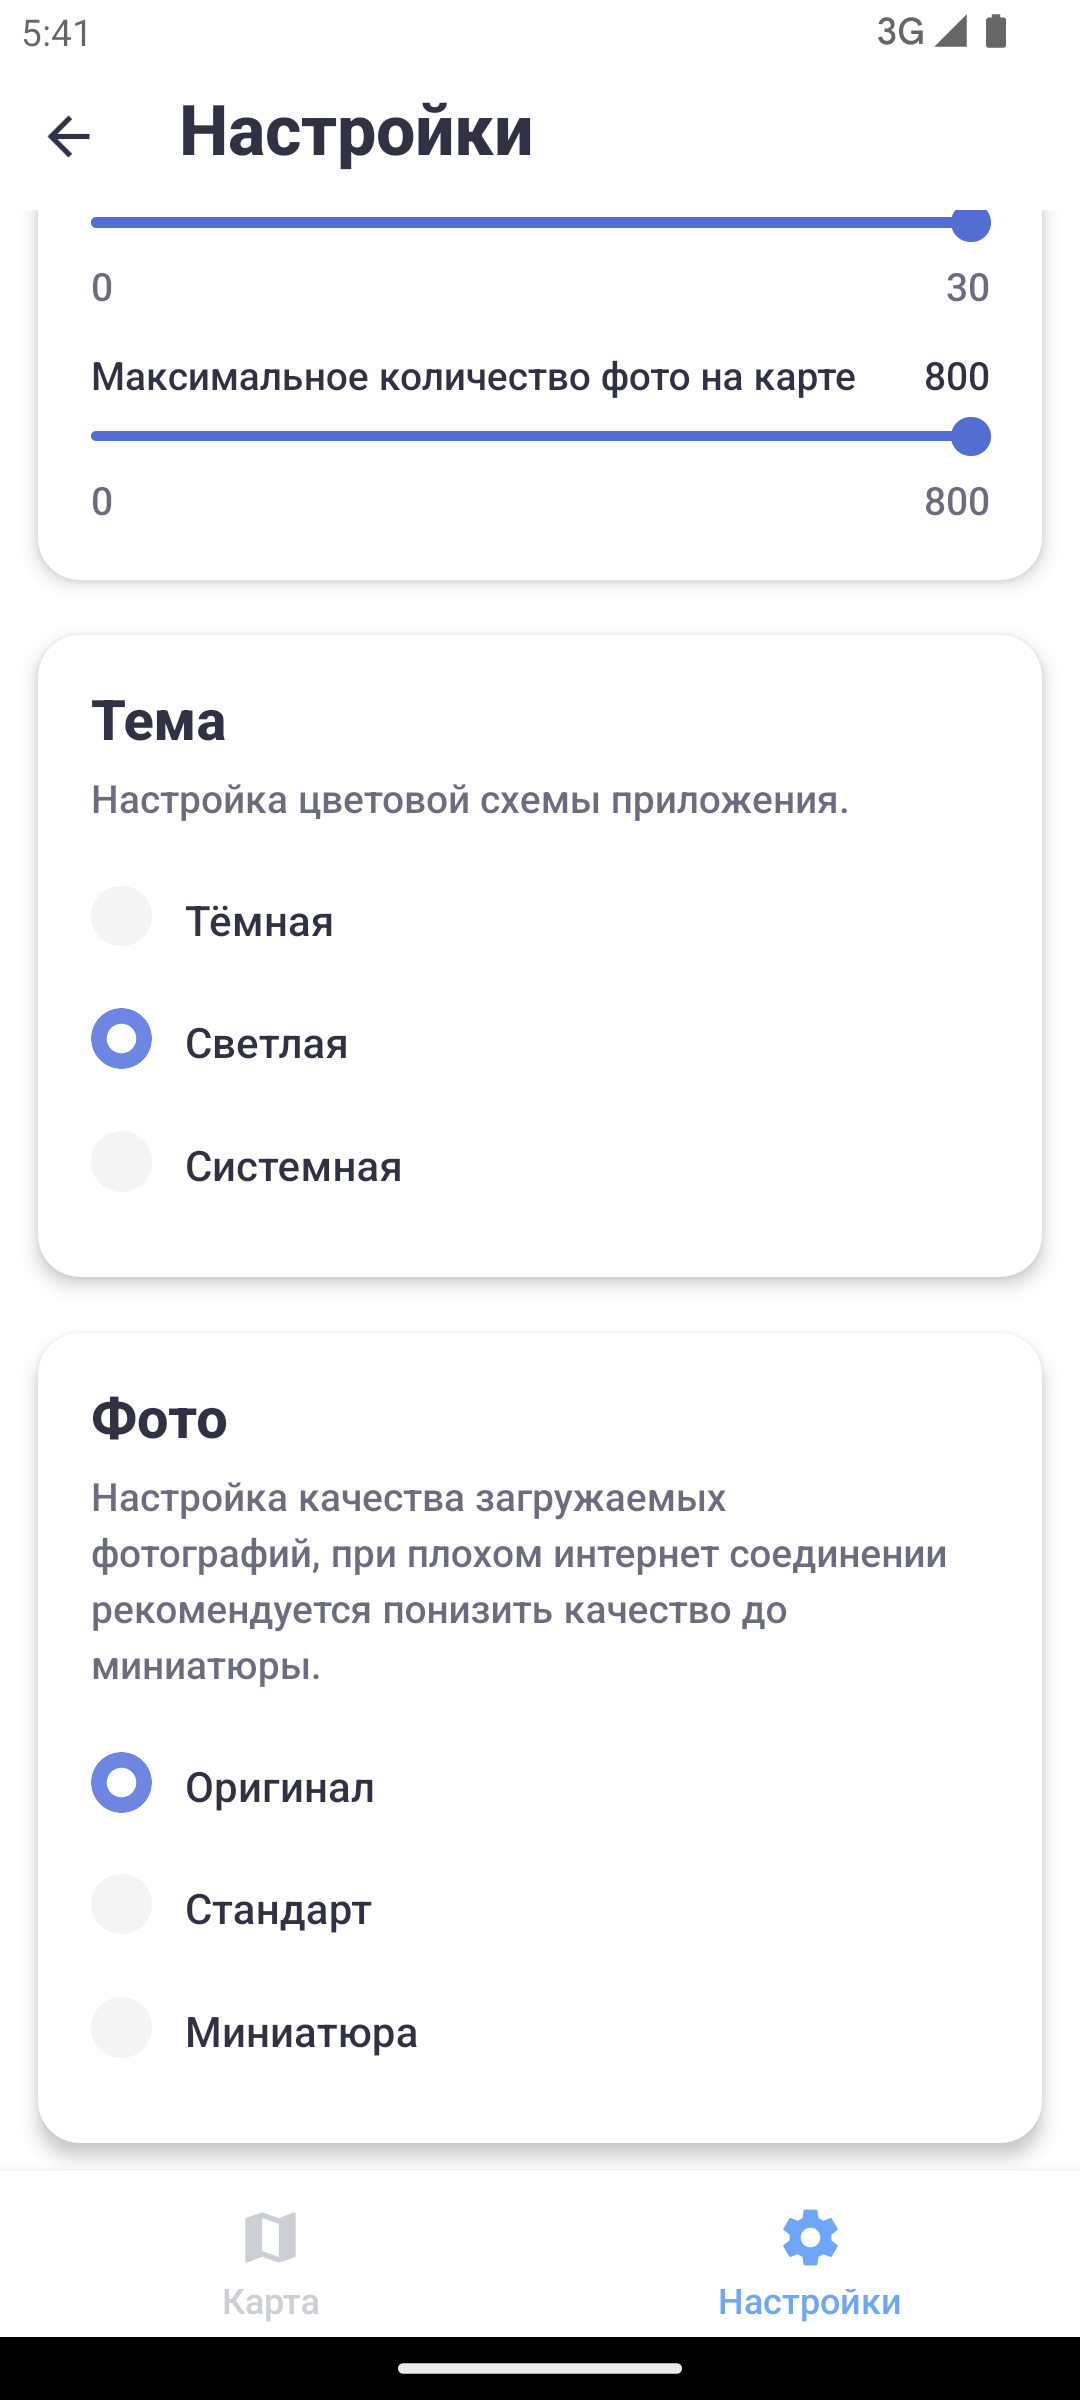 5:41
3G
Настройки
0
30
Максимальное количество фото на карте
800
0
800
Тема
Настройка цветовой схемы приложения.
Тёмная
Светлая
Системная
Фото
Настройка качества загружаемых
фотографий, при плохом интернет соединении
рекомендуется понизить качество до
миниатюры.
Оригинал
Стандарт
Миниатюра
Карта
Настройки